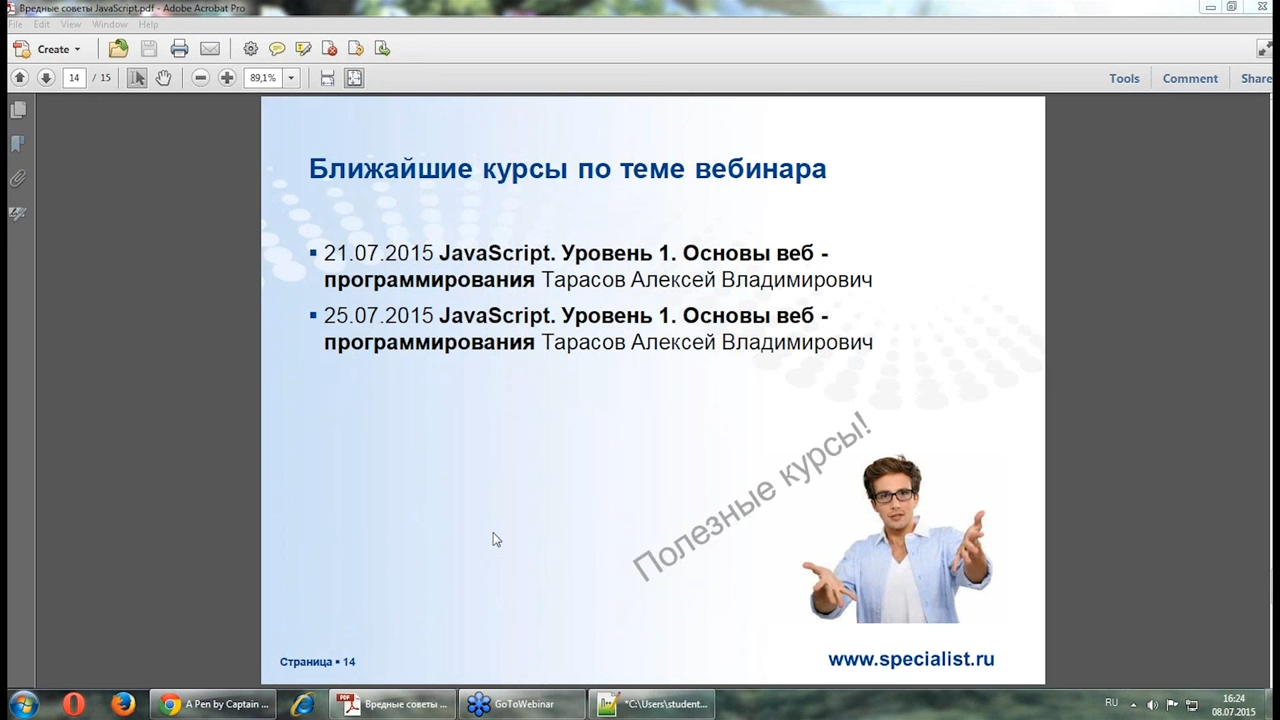 Вредные советы JavaScript.pdf - Adobe Acrobat Pro
File Edit View Window Help
Create
14 / 15 89,1% Tools Comment Share
Ближайшие курсы по теме вебинара
21.07.2015 JavaScript. Уровень 1. Основы веб -
программирования Тарасов Алексей Владимирович
25.07.2015 JavaScript. Уровень 1. Основы веб -
программирования Тарасов Алексей Владимирович
Полезные курсы!
Страница ▪ 14
www.specialist.ru
A Pen by Captain ... Вредные советы ... GoToWebinar *C:\Users\student... RU 16:24
08.07.2015